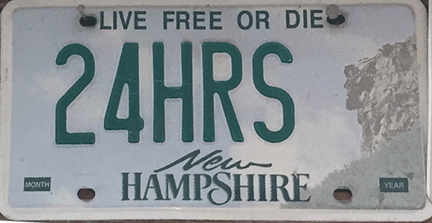 LIVE FREE OR DIE
24HRS
New
HAMPSHIRE
MONTH YEAR